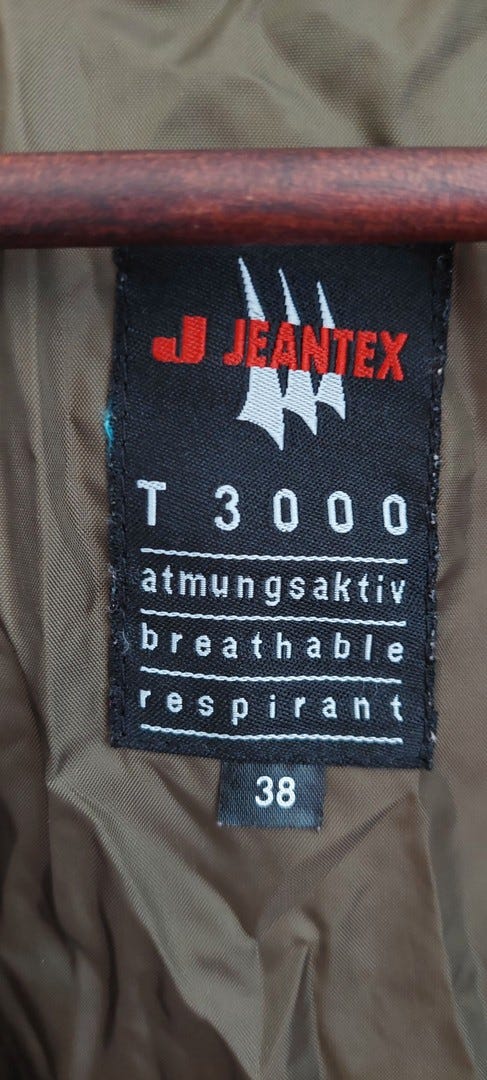 J JEANTEX
T 3000
atmungsaktiv
breathable
respirant
38